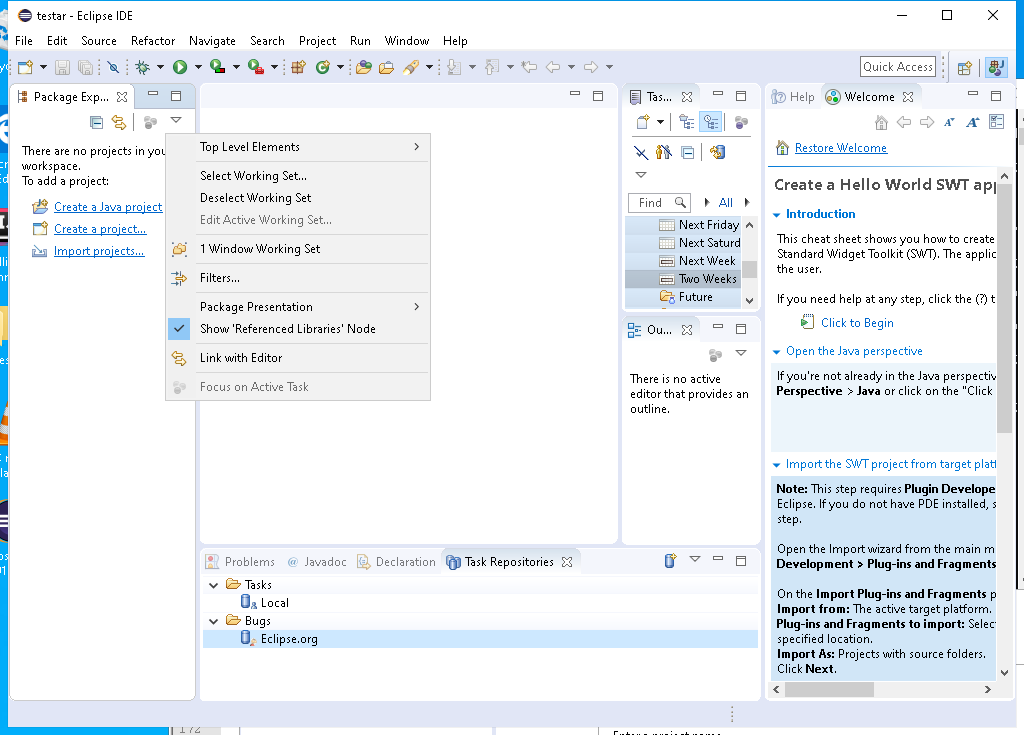 testar - Eclipse IDE
File Edit Source Refactor Navigate Search Project Run Window Help
Quick Access
Package Exp...
There are no projects in you
workspace.
To add a project:
Create a Java project
Create a project...
Import projects...
Top Level Elements
Select Working Set...
Deselect Working Set
Edit Active Working Set...
1 Window Working Set
Filters...
Package Presentation
Show 'Referenced Libraries' Node
Link with Editor
Focus on Active Task
Tas...
Find
All
Next Friday
Next Saturd
Next Week
Two Weeks
Future
Ou...
There is no active
editor that provides an
outline.
Problems @ Javadoc Declaration Task Repositories
Tasks
Local
Bugs
Eclipse.org
Help Welcome
Restore Welcome
Create a Hello World SWT app
Introduction
This cheat sheet shows you how to create
Standard Widget Toolkit (SWT). The applic
the user.
If you need help at any step, click the (?) t
Click to Begin
Open the Java perspective
If you're not already in the Java perspectiv
Perspective > Java or click on the "Click
Import the SWT project from target platf
Note: This step requires Plugin Develope
Eclipse. If you do not have PDE installed, s
step.
Open the Import wizard from the main m
Development > Plug-ins and Fragments
On the Import Plug-ins and Fragments p
Import from: The active target platform.
Plug-ins and Fragments to import: Selec
specified location.
Import As: Projects with source folders.
Click Next.